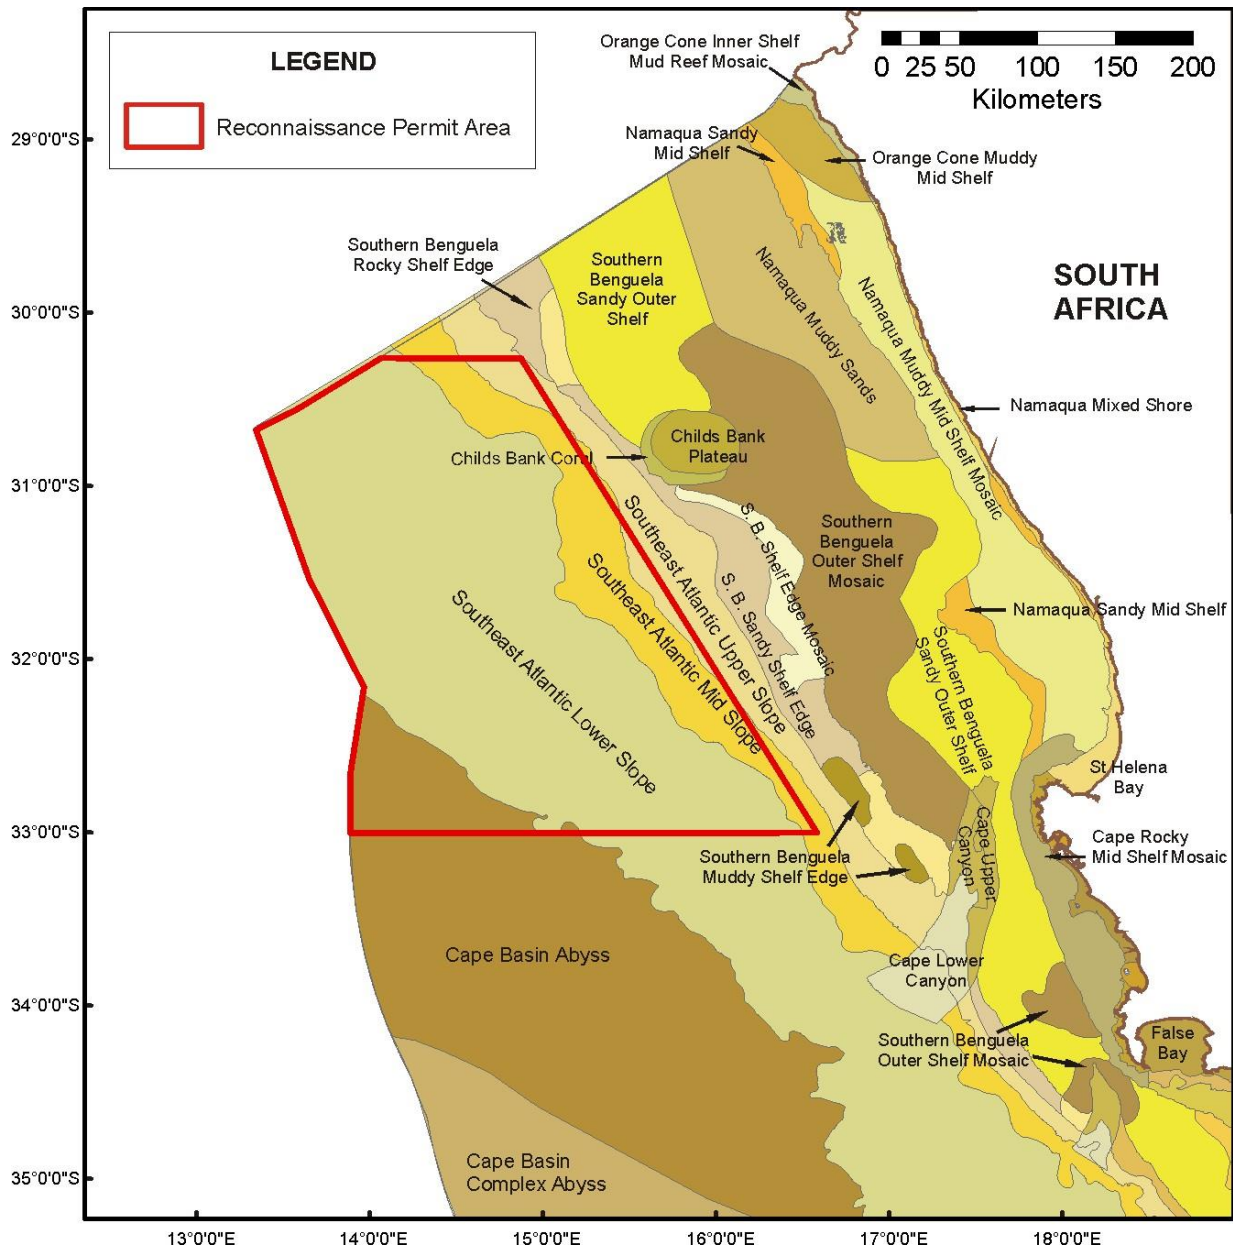 LEGEND
Reconnaissance Permit Area
Orange Cone Inner Shelf
Mud Reef Mosaic
0 25 50 100 150 200
Kilometers
29°0'0"S
Namaqua Sandy
Mid Shelf
Orange Cone Muddy
Mid Shelf
Southern Benguela
Rocky Shelf Edge
Southern
Benguela
Sandy Outer
Shelf
Namaqua Muddy Sands
Namaqua Muddy Mid Shelf Mosaic
SOUTH
AFRICA
30°0'0"S
Namaqua Mixed Shore
Childs Bank Coral
Childs Bank
Plateau
31°0'0"S
Southeast Atlantic Upper Slope
S. B. Shelf Edge Mosaic
S. B. Sandy Shelf Edge
Southern
Benguela
Outer Shelf
Mosaic
Southeast Atlantic Mid Slope
Southeast Atlantic Lower Slope
Namaqua Sandy Mid Shelf
Southern Benguela
Sandy Outer Shelf
32°0'0"S
St Helena
Bay
33°0'0"S
Cape Upper
Canyon
Cape Rocky
Mid Shelf Mosaic
Southern Benguela
Muddy Shelf Edge
Cape Basin Abyss
Cape Lower
Canyon
34°0'0"S
Southern Benguela
Outer Shelf Mosaic
False
Bay
Cape Basin
Complex Abyss
35°0'0"S
13°0'0"E 14°0'0"E 15°0'0"E 16°0'0"E 17°0'0"E 18°0'0"E